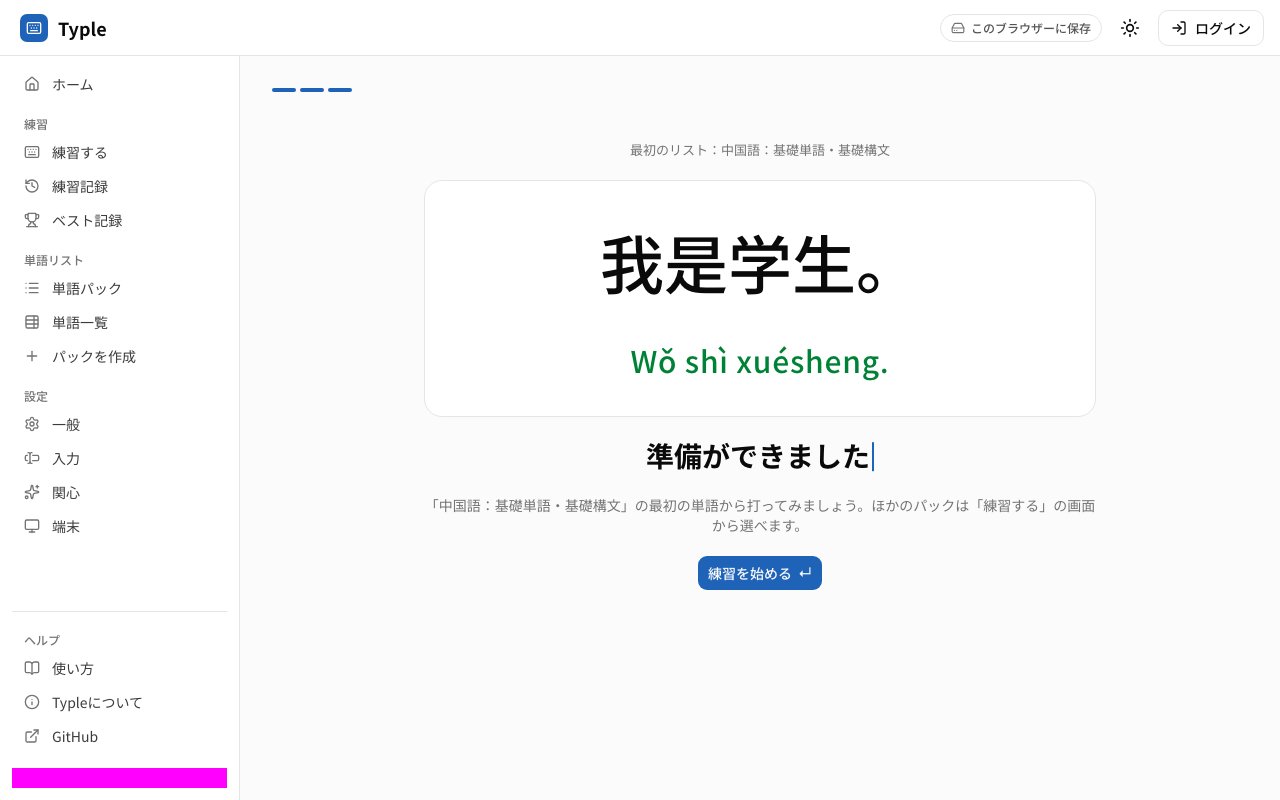 Typle
このブラウザーに保存
ログイン
ホーム
練習
練習する
練習記録
ベスト記録
単語リスト
単語パック
単語一覧
パックを作成
設定
一般
入力
関心
端末
ヘルプ
使い方
Typleについて
GitHub
最初のリスト：中国語：基礎単語・基礎構文
我是学生。
Wǒ shì xuésheng.
準備ができました
「中国語：基礎単語・基礎構文」の最初の単語から打ってみましょう。ほかのパックは「練習する」の画面
から選べます。
練習を始める